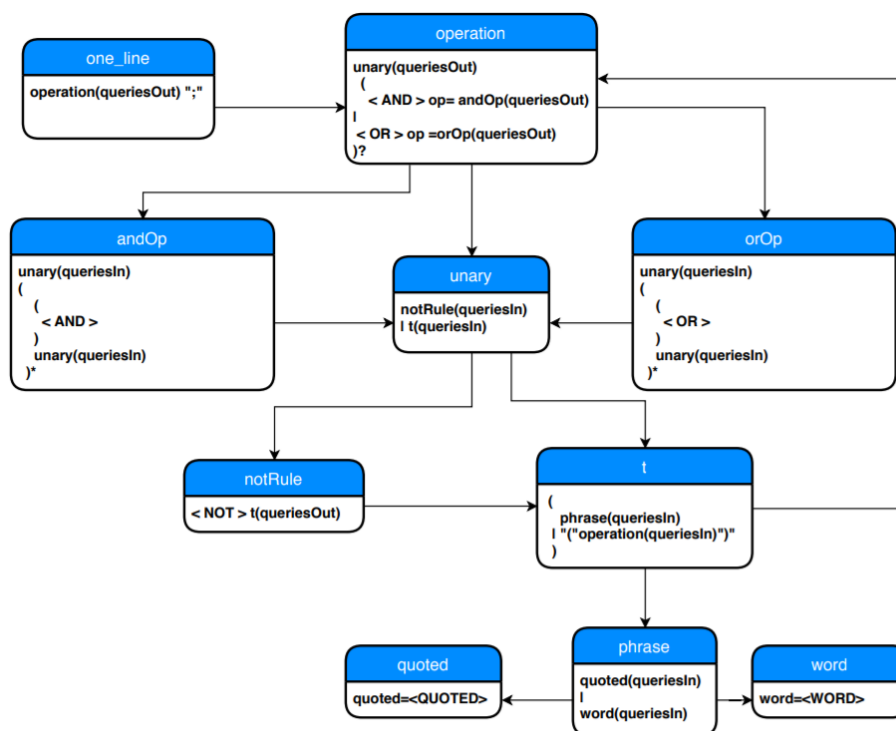 one_line
operation(queriesOut) ";"
operation
unary(queriesOut)
(
< AND > op= andOp(queriesOut)
|
< OR > op =orOp(queriesOut)
)?
andOp
unary(queriesIn)
(
(
< AND >
)
unary(queriesIn)
)*
unary
notRule(queriesIn)
| t(queriesIn)
orOp
unary(queriesIn)
(
(
< OR >
)
unary(queriesIn)
)*
notRule
< NOT > t(queriesOut)
t
(
phrase(queriesIn)
| "("operation(queriesIn)")"
)
quoted
quoted=<QUOTED>
phrase
quoted(queriesIn)
|
word(queriesIn)
word
word=<WORD>